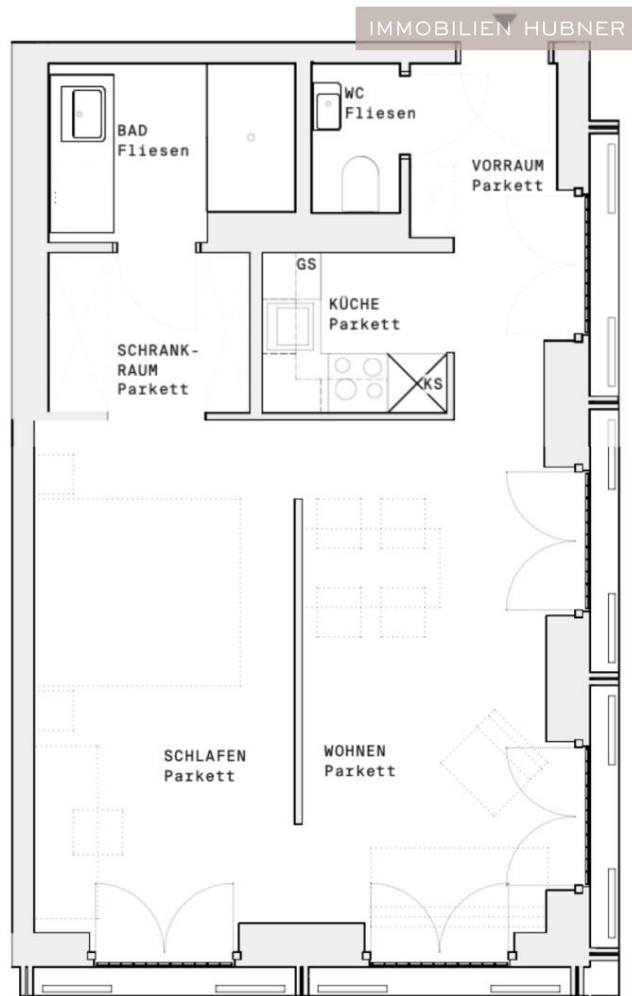 IMMOBILIEN HUBNER
WC
Fliesen
BAD
Fliesen
VORRAUM
Parkett
GS
KÜCHE
Parkett
SCHRANK-
RAUM
Parkett
KS
SCHLAFEN
Parkett
WOHNEN
Parkett